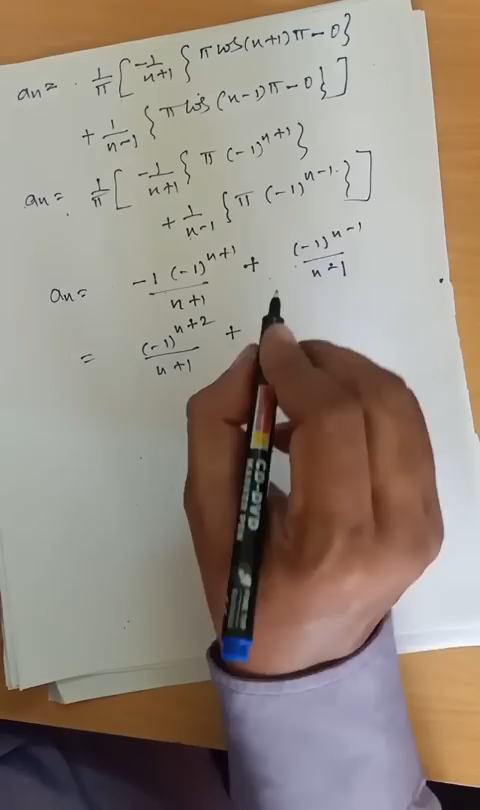 an = 1/π [ -1/n+1 { π cos(n+1)π - 0 }
+ 1/n-1 { π cos (n-1)π - 0 } ]
an = 1/π [ -1/n+1 { π (-1)^n+1 }
+ 1/n-1 { π (-1)^n-1 } ]
an = -1 (-1)^n+1 / n+1 + (-1)^n-1 / n-1
= (-1)^n+2 / n+1 +
CD-DVD